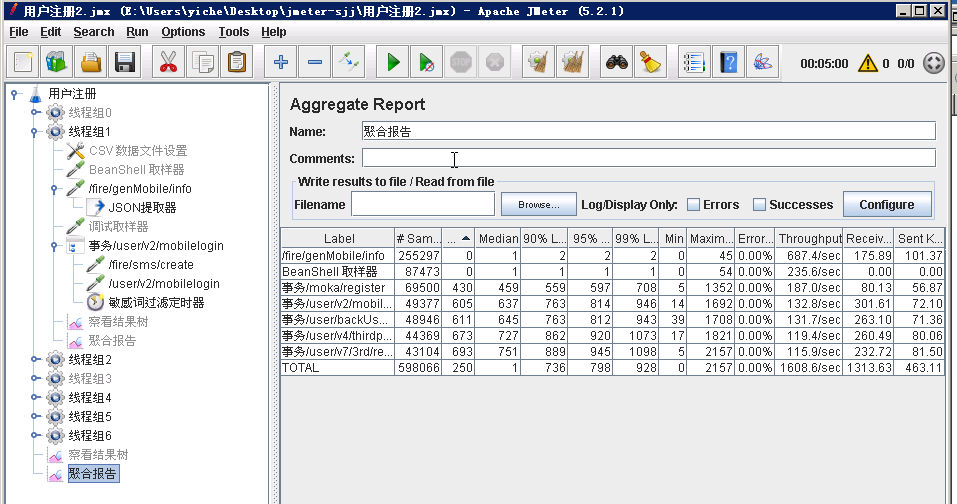 用户注册2.jmx (E:\Users\yiche\Desktop\jmeter-sjj\用户注册2.jmx) - Apache JMeter (5.2.1)
File Edit Search Run Options Tools Help
00:05:00 0 0/0
用户注册
线程组0
线程组1
CSV 数据文件设置
BeanShell 取样器
/fire/genMobile/info
JSON提取器
调试取样器
事务/user/v2/mobilelogin
/fire/sms/create
/user/v2/mobilelogin
敏感词过滤定时器
察看结果树
聚合报告
线程组2
线程组3
线程组4
线程组5
线程组6
察看结果树
聚合报告
Aggregate Report
Name: 聚合报告
Comments:
Write results to file / Read from file
Filename Browse... Log/Display Only: Errors Successes Configure
Label # Sam... ... Median 90% L... 95% ... 99% L... Min Maxim... Error... Throughput Receiv... Sent K...
/fire/genMobile/info 255297 0 1 2 2 2 0 45 0.00% 687.4/sec 175.89 101.37
BeanShell 取样器 87473 0 1 1 1 1 0 54 0.00% 235.6/sec 0.00 0.00
事务/moka/register 69500 430 459 559 597 708 5 1352 0.00% 187.0/sec 80.13 56.87
事务/user/v2/mobil... 49377 605 637 763 814 946 14 1692 0.00% 132.8/sec 301.61 72.10
事务/user/backUs... 48946 611 645 763 812 943 39 1708 0.00% 131.7/sec 263.10 71.36
事务/user/v4/thirdp... 44369 673 727 862 920 1073 17 1821 0.00% 119.4/sec 260.49 80.06
事务/user/v7/3rd/re... 43104 693 751 889 945 1098 5 2157 0.00% 115.9/sec 232.72 81.50
TOTAL 598066 250 1 736 798 928 0 2157 0.00% 1608.6/sec 1313.63 463.11